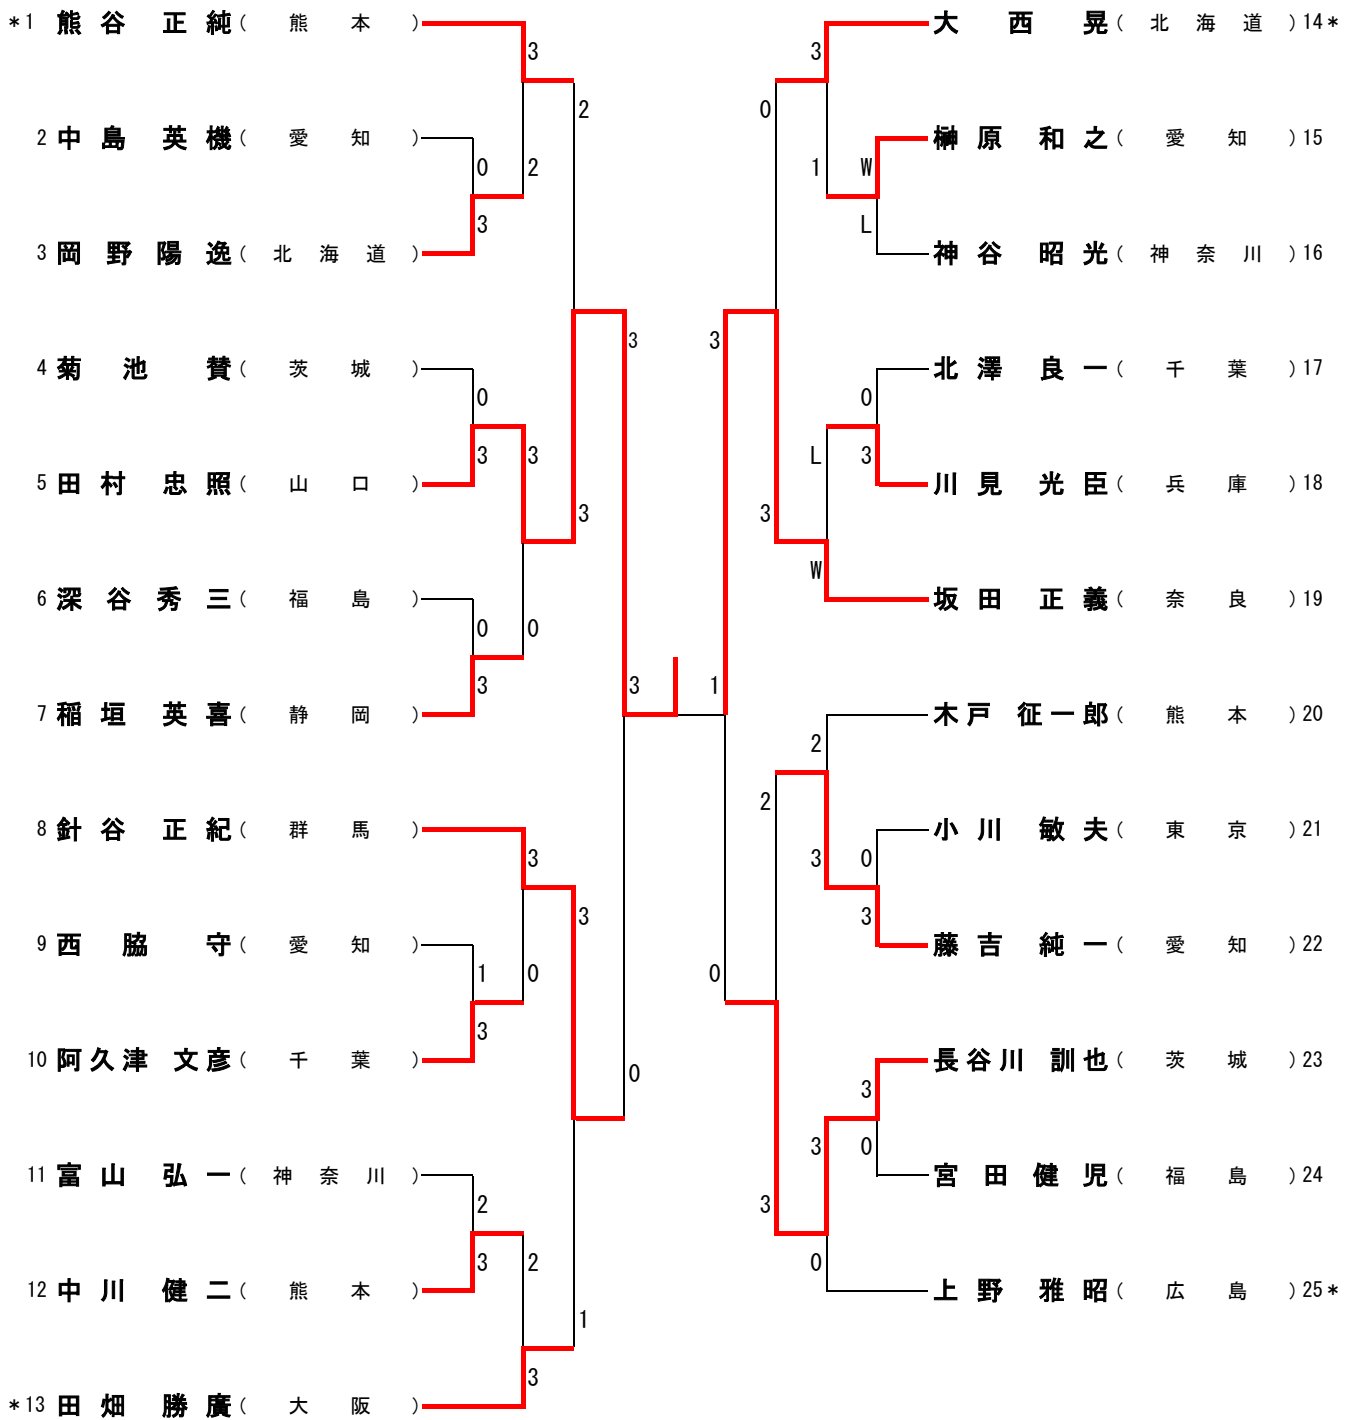 *1 熊谷 正純 ( 熊本 )
3
2
2 中島 英機 ( 愛知 )
0
2
3
3 岡野 陽逸 ( 北海道 )
3
4 菊池 賛 ( 茨城 )
0
3
3
5 田村 忠照 ( 山口 )
3
6 深谷 秀三 ( 福島 )
0
0
3
3
7 稲垣 英喜 ( 静岡 )
8 針谷 正紀 ( 群馬 )
3
3
9 西脇 守 ( 愛知 )
1
0
3
10 阿久津 文彦 ( 千葉 )
0
11 富山 弘一 ( 神奈川 )
2
3
2
12 中川 健二 ( 熊本 )
1
3
*13 田畑 勝廣 ( 大阪 )
大西 晃 ( 北海道 ) 14*
3
0
榊原 和之 ( 愛知 ) 15
1
W
L
神谷 昭光 ( 神奈川 ) 16
3
北澤 良一 ( 千葉 ) 17
0
L
3
川見 光臣 ( 兵庫 ) 18
3
W
坂田 正義 ( 奈良 ) 19
1
木戸 征一郎 ( 熊本 ) 20
2
2
小川 敏夫 ( 東京 ) 21
3
0
3
藤吉 純一 ( 愛知 ) 22
0
長谷川 訓也 ( 茨城 ) 23
3
3
0
宮田 健児 ( 福島 ) 24
3
0
上野 雅昭 ( 広島 ) 25*